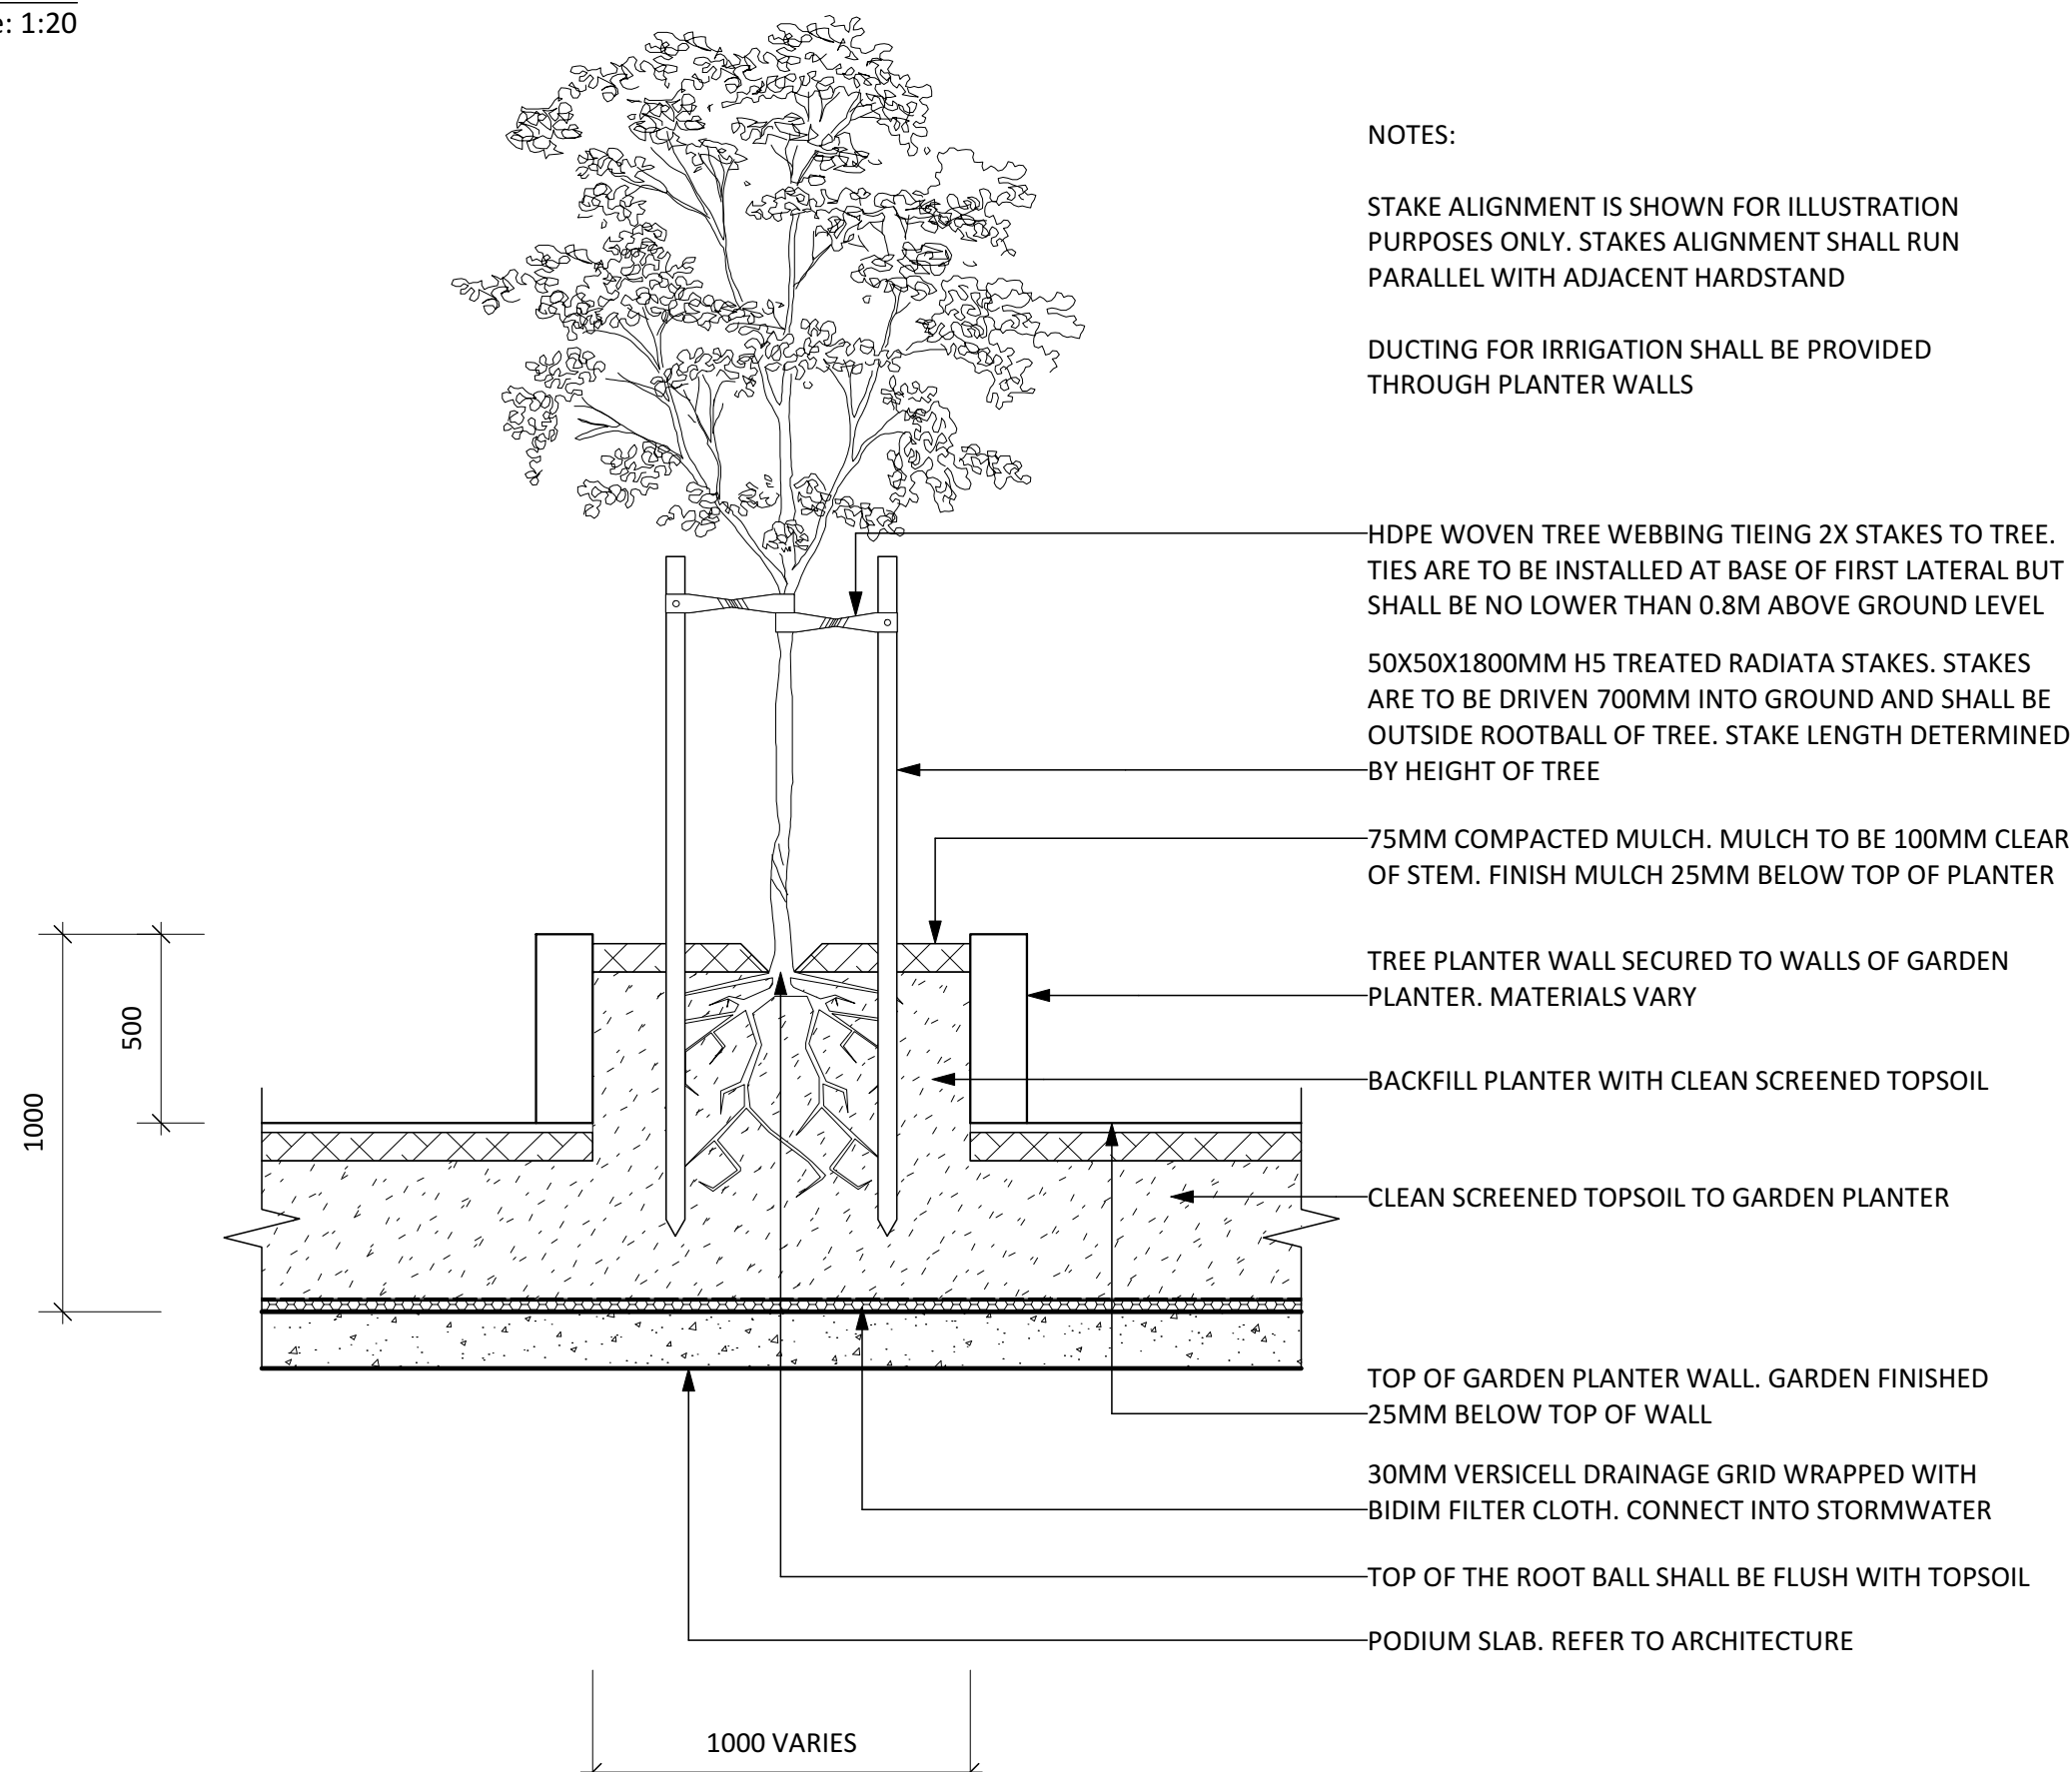 e: 1:20
NOTES:
STAKE ALIGNMENT IS SHOWN FOR ILLUSTRATION
PURPOSES ONLY. STAKES ALIGNMENT SHALL RUN
PARALLEL WITH ADJACENT HARDSTAND
DUCTING FOR IRRIGATION SHALL BE PROVIDED
THROUGH PLANTER WALLS
HDPE WOVEN TREE WEBBING TIEING 2X STAKES TO TREE.
TIES ARE TO BE INSTALLED AT BASE OF FIRST LATERAL BUT
SHALL BE NO LOWER THAN 0.8M ABOVE GROUND LEVEL
50X50X1800MM H5 TREATED RADIATA STAKES. STAKES
ARE TO BE DRIVEN 700MM INTO GROUND AND SHALL BE
OUTSIDE ROOTBALL OF TREE. STAKE LENGTH DETERMINED
BY HEIGHT OF TREE
75MM COMPACTED MULCH. MULCH TO BE 100MM CLEAR
OF STEM. FINISH MULCH 25MM BELOW TOP OF PLANTER
TREE PLANTER WALL SECURED TO WALLS OF GARDEN
PLANTER. MATERIALS VARY
500
1000
BACKFILL PLANTER WITH CLEAN SCREENED TOPSOIL
CLEAN SCREENED TOPSOIL TO GARDEN PLANTER
TOP OF GARDEN PLANTER WALL. GARDEN FINISHED
25MM BELOW TOP OF WALL
30MM VERSICELL DRAINAGE GRID WRAPPED WITH
BIDIM FILTER CLOTH. CONNECT INTO STORMWATER
TOP OF THE ROOT BALL SHALL BE FLUSH WITH TOPSOIL
PODIUM SLAB. REFER TO ARCHITECTURE
1000 VARIES